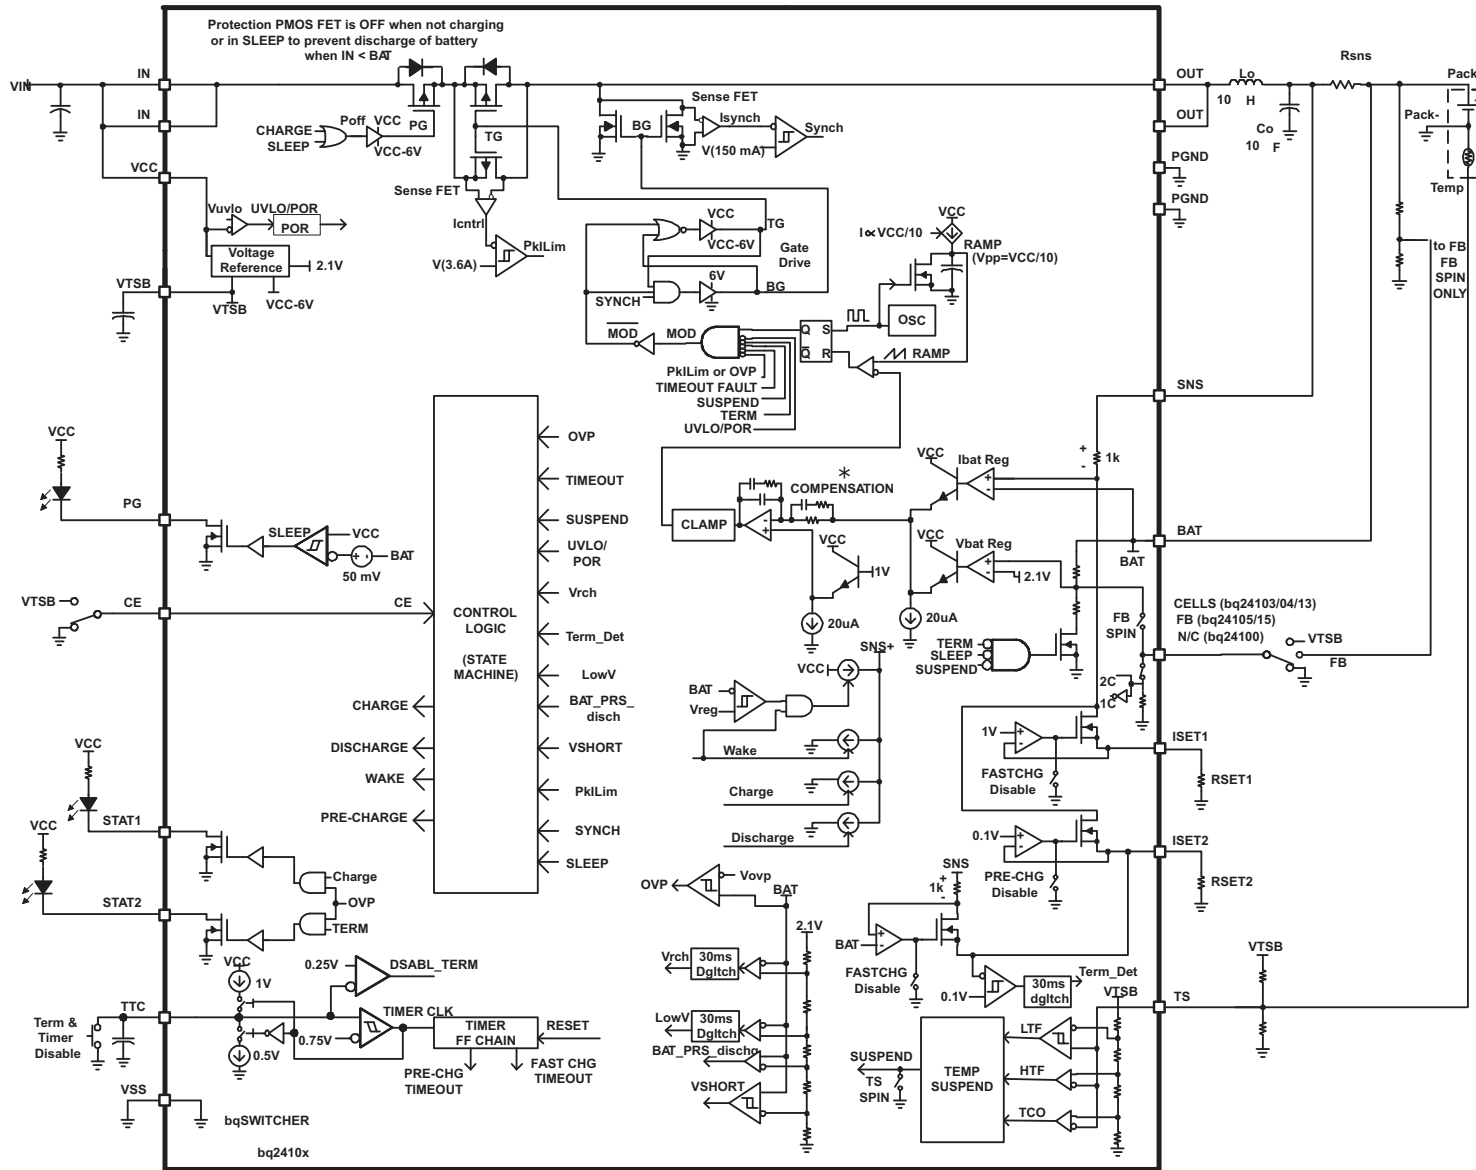 Protection PMOS FET is OFF when not charging
or in SLEEP to prevent discharge of battery
when IN < BAT
VIN
IN
IN
VCC
CHARGE
SLEEP
Poff
VCC
VCC-6V
PG
TG
Sense FET
Icntrl
V(3.6A)
PkILim
BG
Sense FET
Isynch
V(150 mA)
Synch
OUT
OUT
Lo
10 H
Rsns
Co
10 F
Pack+
Pack-
Temp
PGND
PGND
Vuvlo
UVLO/POR
POR
Voltage
Reference
2.1V
VTSB
VTSB
VCC-6V
VCC
VCC-6V
TG
Gate
Drive
6V
BG
SYNCH
VCC
I ∝ VCC/10
RAMP
(Vpp=VCC/10)
OSC
MOD
MOD
Q S
Q R
RAMP
PkILim or OVP
TIMEOUT FAULT
SUSPEND
TERM
UVLO/POR
to FB
FB
SPIN
ONLY
SNS
+
-
1k
VCC
PG
SLEEP
VCC
+ -
BAT
50 mV
VTSB
CE
CE
CONTROL
LOGIC
(STATE
MACHINE)
OVP
TIMEOUT
SUSPEND
UVLO/
POR
Vrch
Term_Det
LowV
BAT_PRS_
disch
VSHORT
PkILim
SYNCH
SLEEP
CHARGE
DISCHARGE
WAKE
PRE-CHARGE
*
COMPENSATION
CLAMP
-
+
VCC
Ibat Reg
+
-
VCC
Vbat Reg
+
-
2.1V
VCC
1V
20uA
20uA
BAT
BAT
TERM
SLEEP
SUSPEND
FB
SPIN
CELLS (bq24103/04/13)
FB (bq24105/15)
N/C (bq24100)
VTSB
FB
2C
1C
SNS+
VCC
BAT
Vreg
Wake
Charge
Discharge
1V
+
-
FASTCHG
Disable
ISET1
RSET1
0.1V
+
-
PRE-CHG
Disable
ISET2
RSET2
VCC
STAT1
VCC
STAT2
Charge
OVP
TERM
OVP
Vovp
BAT
SNS
+
1k
-
BAT
+
-
FASTCHG
Disable
0.1V
30ms
dgltch
Term_Det
2.1V
Vrch
30ms
Dgltch
LowV
30ms
Dgltch
BAT_PRS_dischg
VSHORT
VCC
1V
0.5V
0.25V
DSABL_TERM
TTC
Term &
Timer
Disable
0.75V
TIMER CLK
TIMER
FF CHAIN
RESET
PRE-CHG
TIMEOUT
FAST CHG
TIMEOUT
VTSB
LTF
HTF
TCO
TEMP
SUSPEND
SUSPEND
TS
SPIN
VTSB
TS
VSS
bqSWITCHER
bq2410x